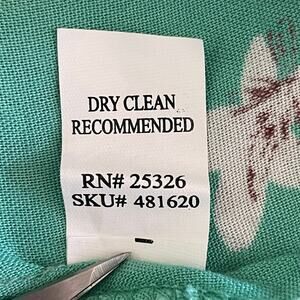 DRY CLEAN
RECOMMENDED
RN# 25326
SKU# 481620